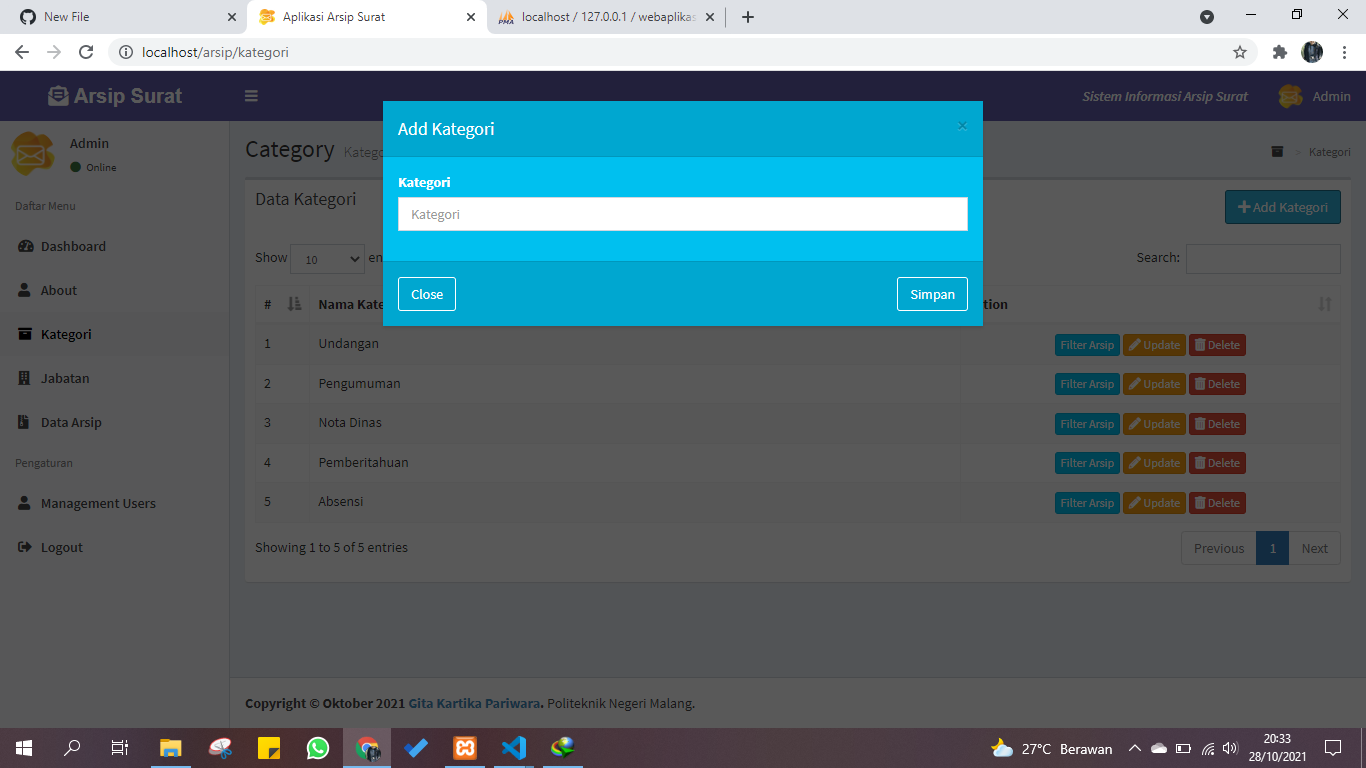 New File
Aplikasi Arsip Surat
localhost / 127.0.0.1 / webaplikas
localhost/arsip/kategori
Arsip Surat
Sistem Informasi Arsip Surat
Admin
Admin
Online
Daftar Menu
Dashboard
About
Kategori
Jabatan
Data Arsip
Pengaturan
Management Users
Logout
Category Katego
> Kategori
Add Kategori
×
Kategori
Kategori
Close
Simpan
Data Kategori
Add Kategori
Show 10 en
Search:
# Nama Kate tion
1 Undangan Filter Arsip Update Delete
2 Pengumuman Filter Arsip Update Delete
3 Nota Dinas Filter Arsip Update Delete
4 Pemberitahuan Filter Arsip Update Delete
5 Absensi Filter Arsip Update Delete
Showing 1 to 5 of 5 entries
Previous 1 Next
Copyright © Oktober 2021 Gita Kartika Pariwara. Politeknik Negeri Malang.
27°C Berawan
20:33
28/10/2021